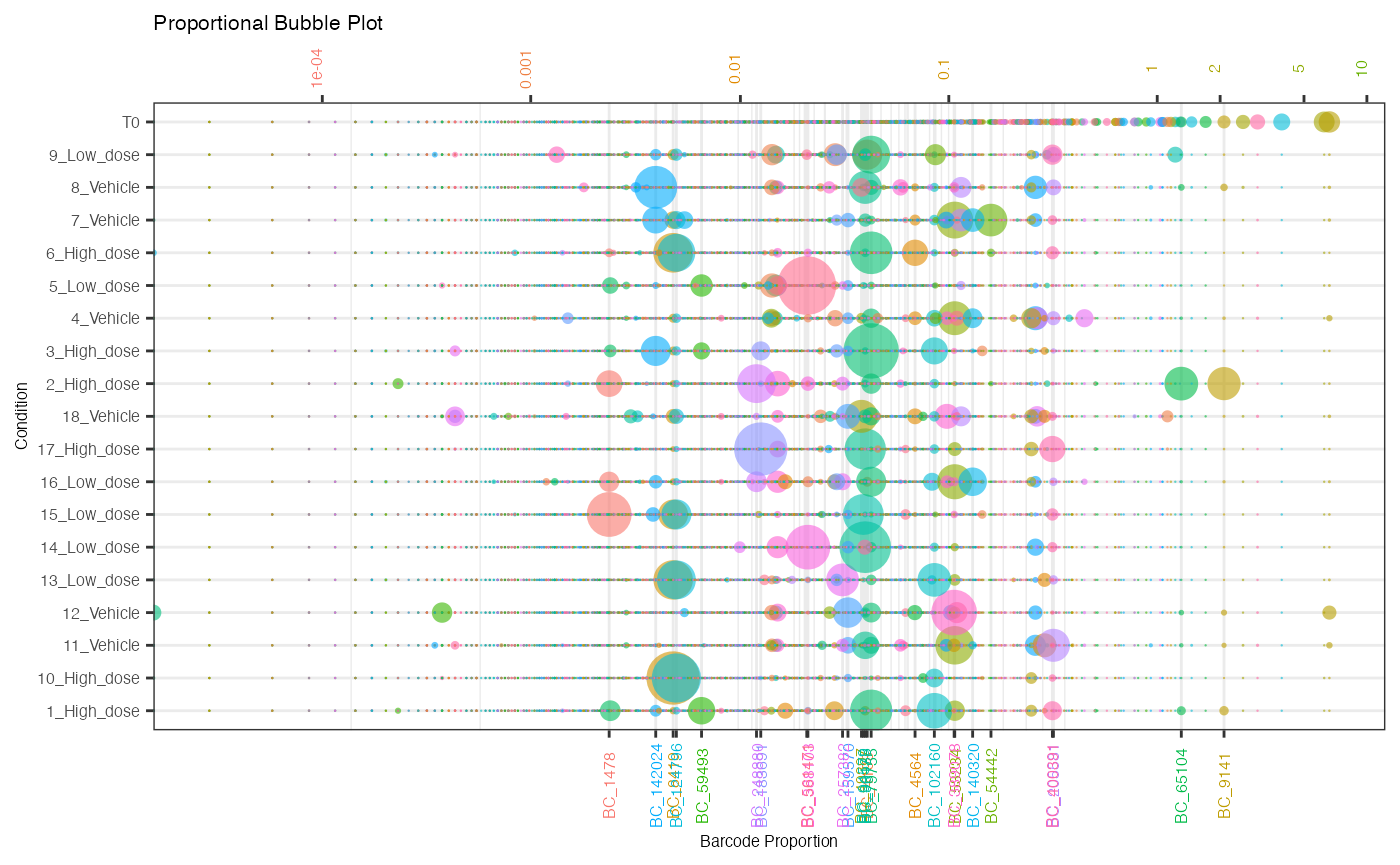 Proportional Bubble Plot
1e-04
0.001
0.01
0.1
1
2
5
10
Condition
T0
9_Low_dose
8_Vehicle
7_Vehicle
6_High_dose
5_Low_dose
4_Vehicle
3_High_dose
2_High_dose
18_Vehicle
17_High_dose
16_Low_dose
15_Low_dose
14_Low_dose
13_Low_dose
12_Vehicle
11_Vehicle
10_High_dose
1_High_dose
BC_1478
BC_142024
BC_59493
BC_4564
BC_102160
BC_140320
BC_54442
BC_65104
BC_9141
Barcode Proportion